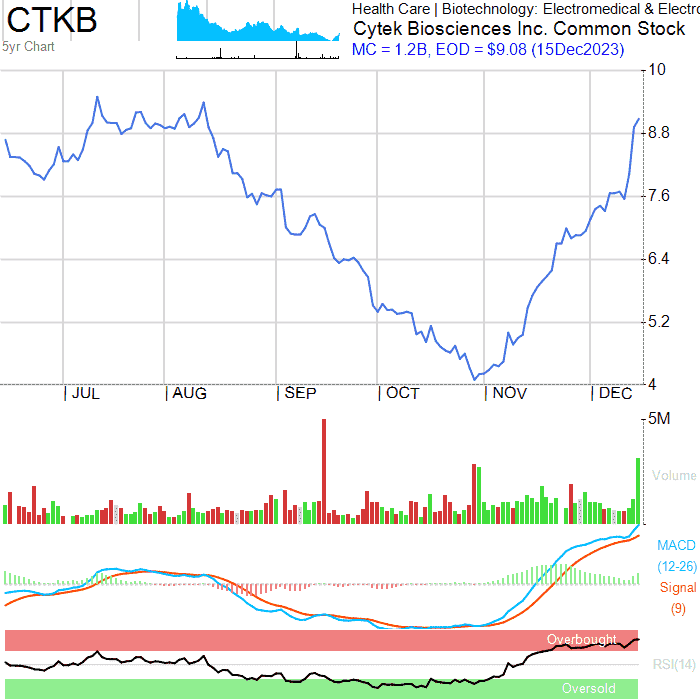 CTKB
5yr Chart
Health Care | Biotechnology: Electromedical & Electro
Cytek Biosciences Inc. Common Stock
MC = 1.2B, EOD = $9.08 (15Dec2023)
10
8.8
7.6
6.4
5.2
4
| JUL | AUG | SEP | OCT | NOV | DEC
5M
Volume
MACD
(12-26)
Signal
(9)
Overbought
RSI(14)
Oversold